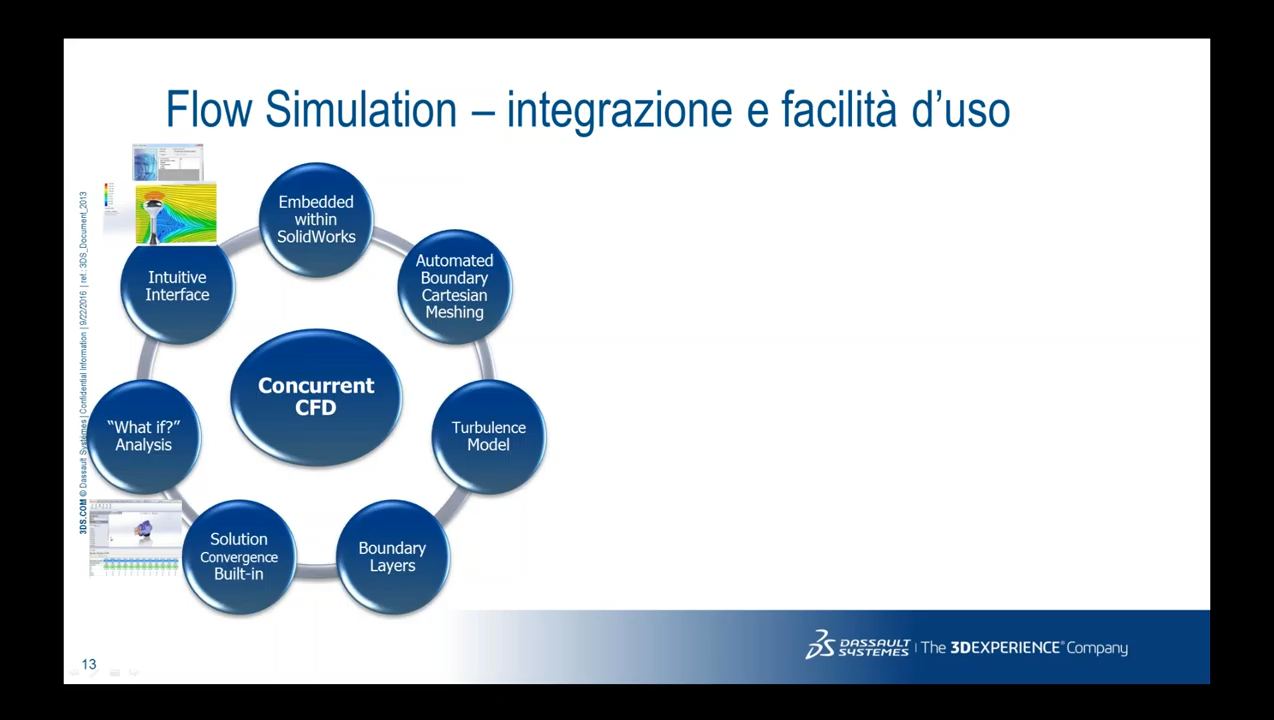 Flow Simulation – integrazione e facilità d’uso
Embedded
within
SolidWorks
Automated
Boundary
Cartesian
Meshing
Turbulence
Model
Boundary
Layers
Solution
Convergence
Built-in
“What if?”
Analysis
Intuitive
Interface
Concurrent
CFD
3DS.COM © Dassault Systèmes | Confidential Information | 9/22/2016 | ref.: 3DS_Document_2013
13
DASSAULT
SYSTEMES | The 3DEXPERIENCE® Company